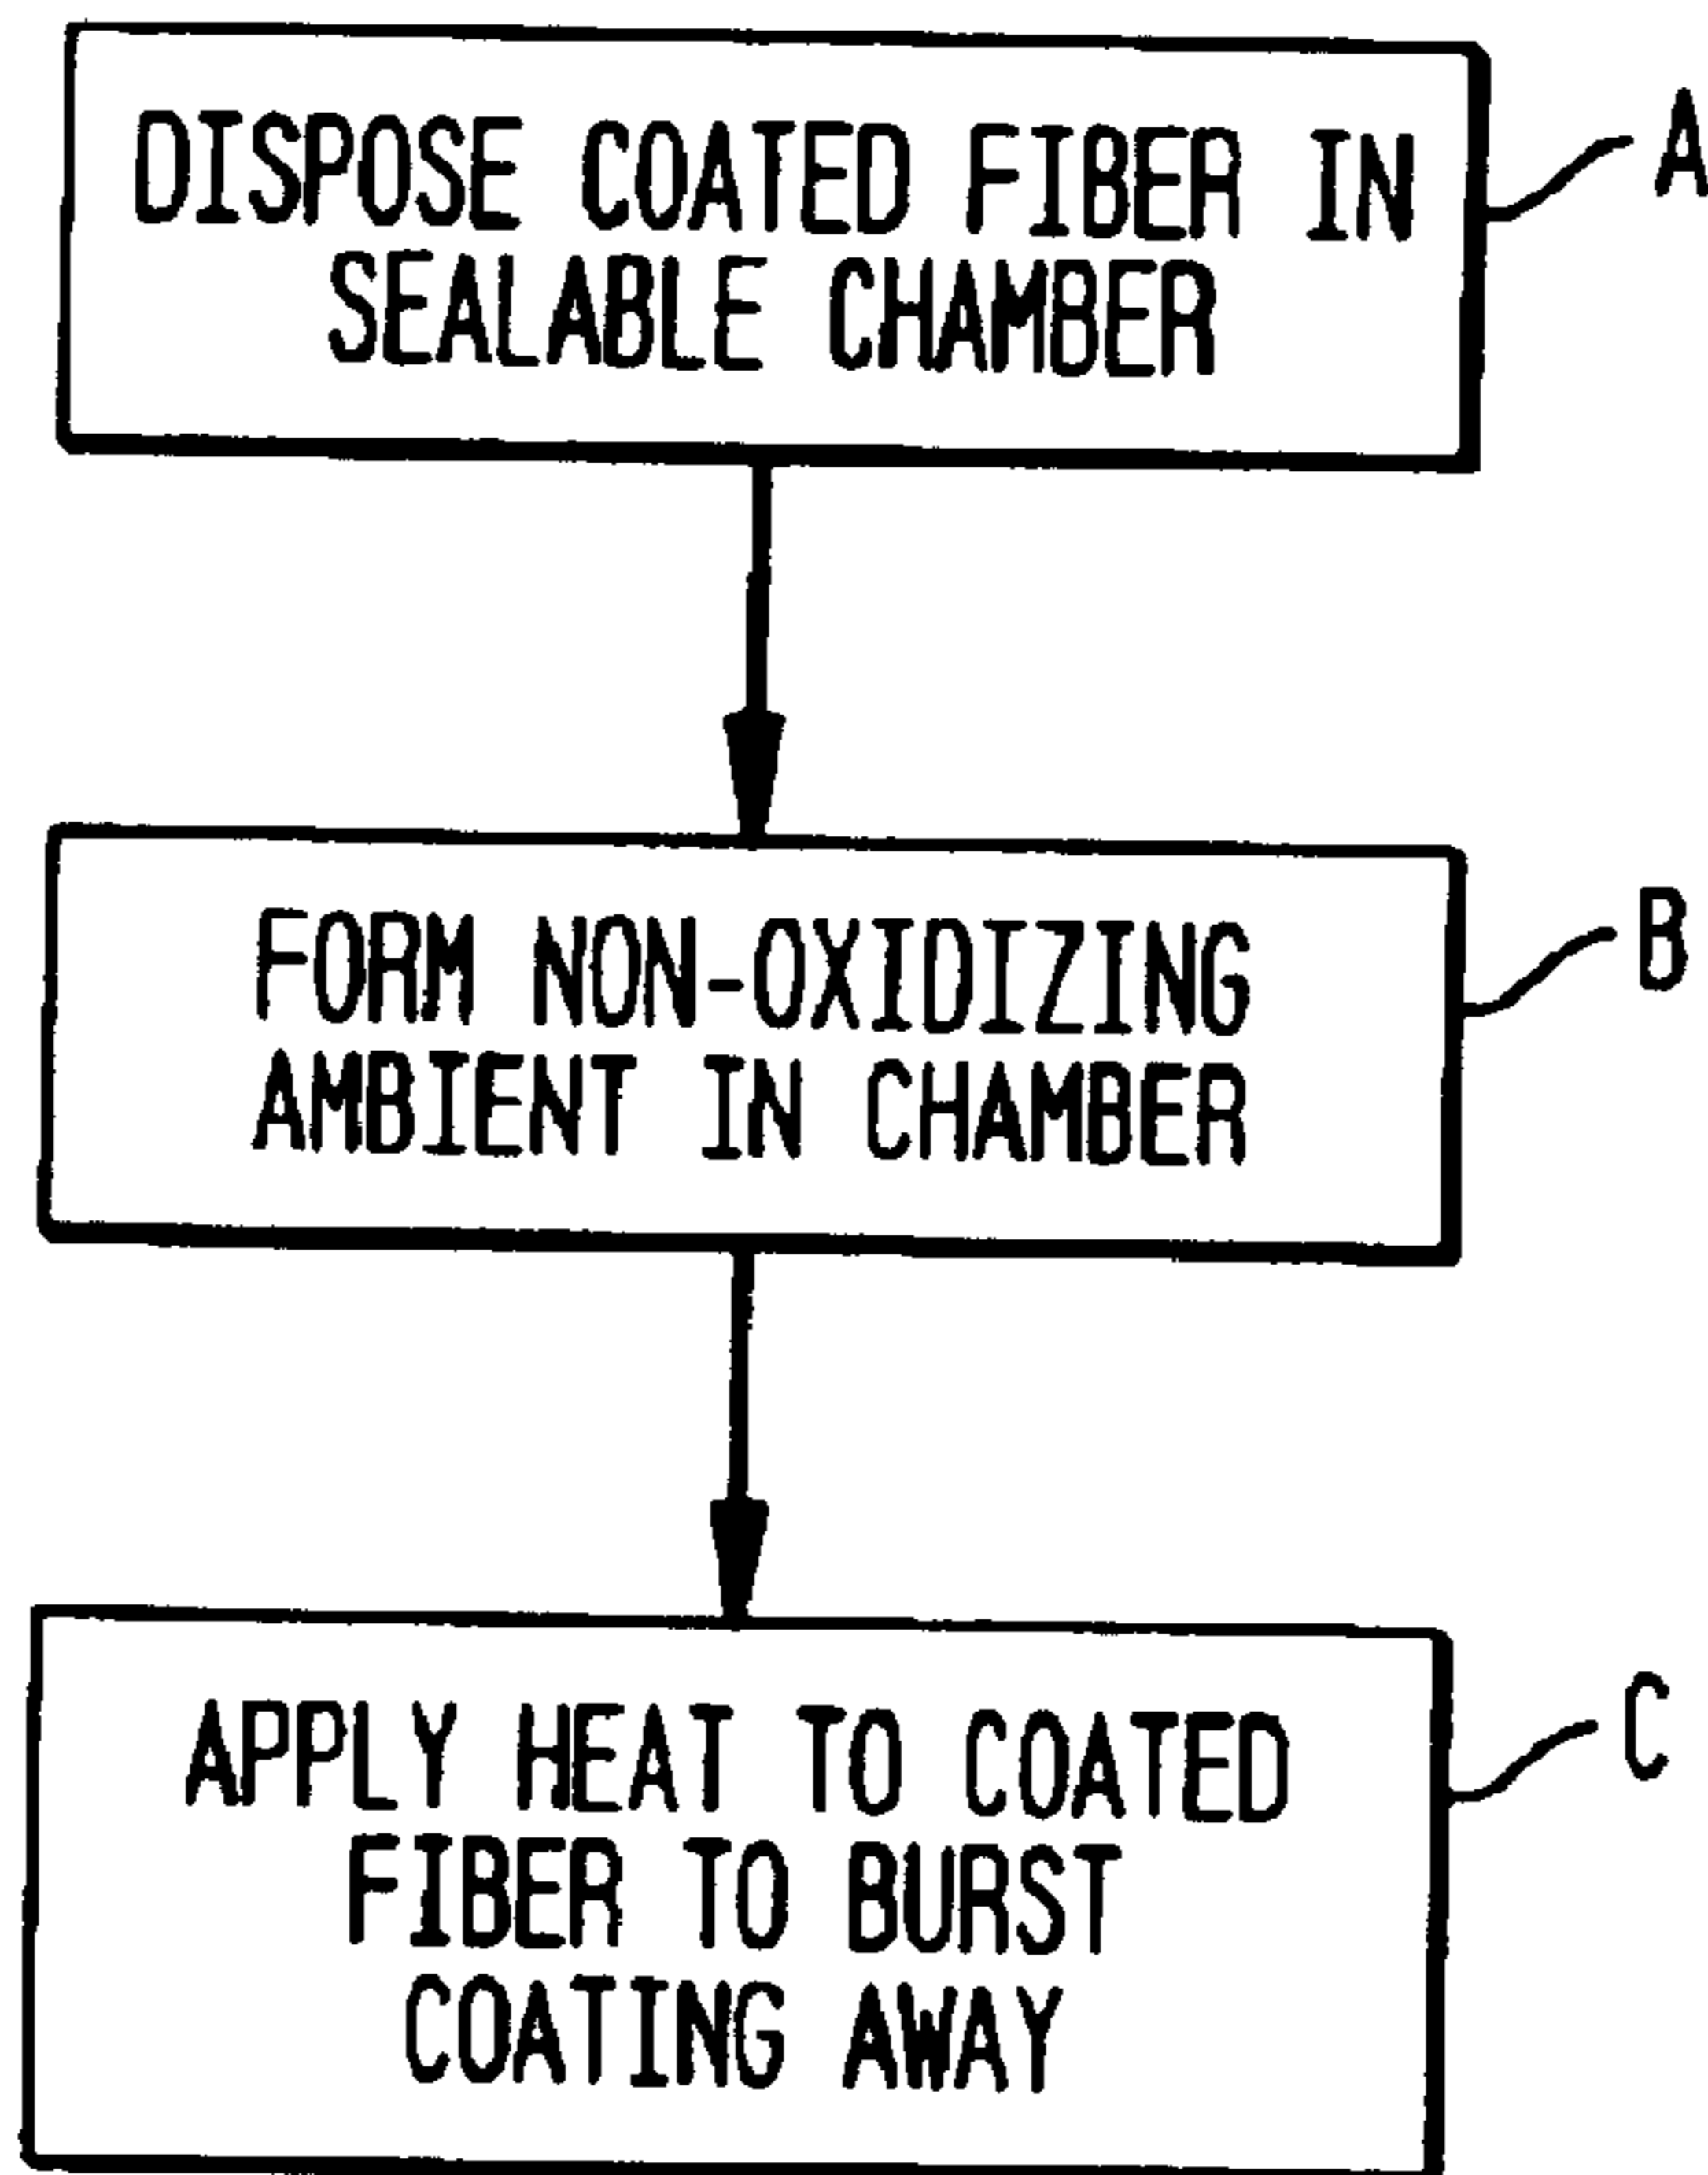 DISPOSE COATED FIBER IN
SEALABLE CHAMBER
A
FORM NON-OXIDIZING
AMBIENT IN CHAMBER
B
APPLY HEAT TO COATED
FIBER TO BURST
COATING AWAY
C